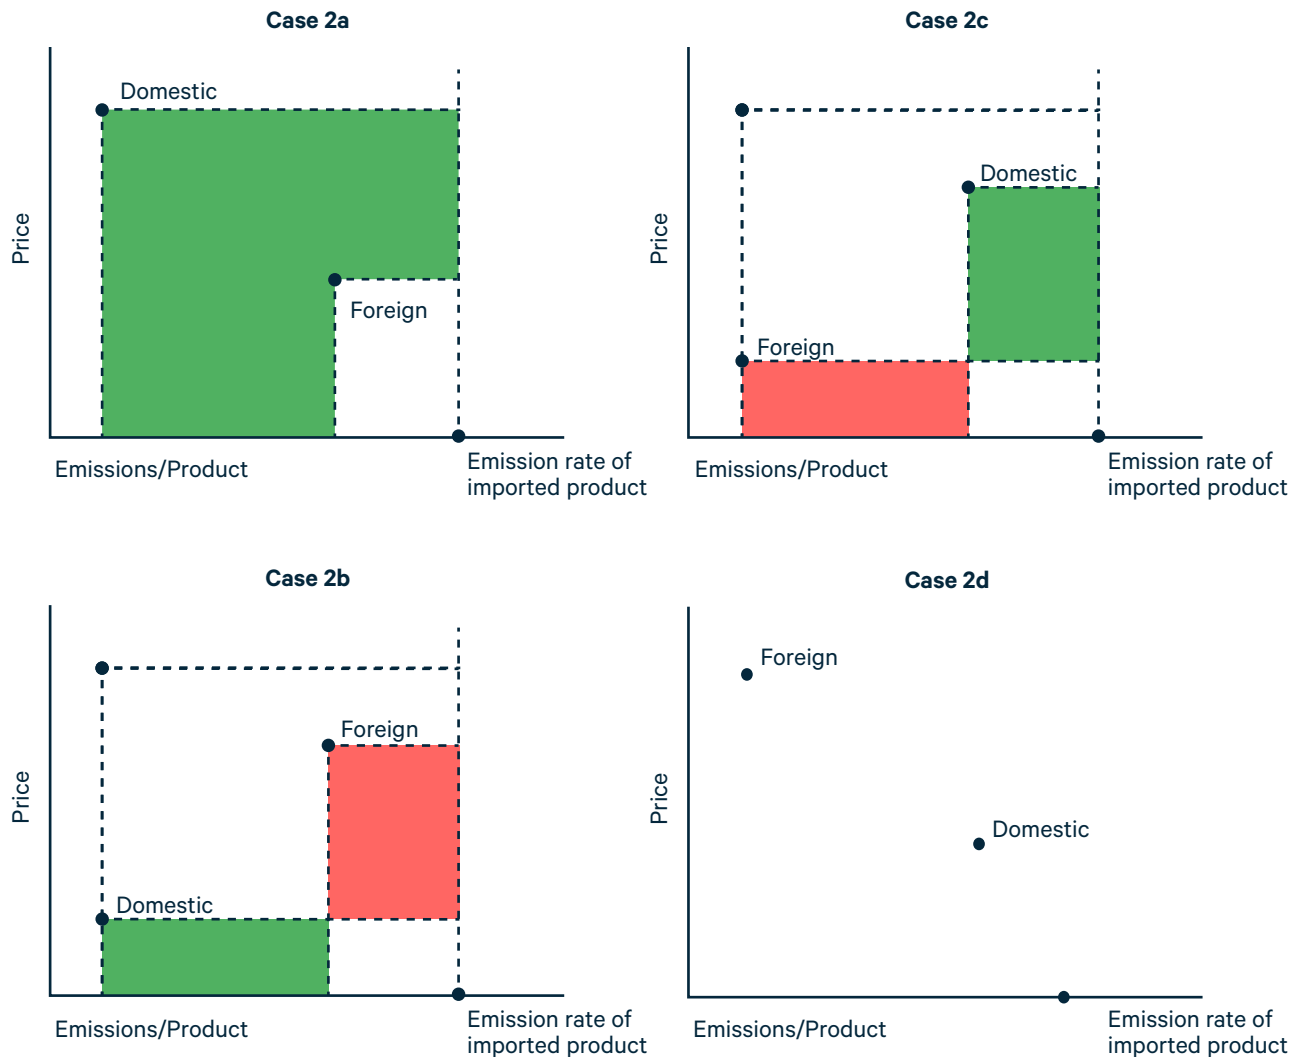 Case 2a
Domestic
Foreign
Price
Emissions/Product
Emission rate of
imported product
Case 2c
Domestic
Foreign
Price
Emissions/Product
Emission rate of
imported product
Case 2b
Foreign
Domestic
Price
Emissions/Product
Emission rate of
imported product
Case 2d
Foreign
Domestic
Price
Emissions/Product
Emission rate of
imported product